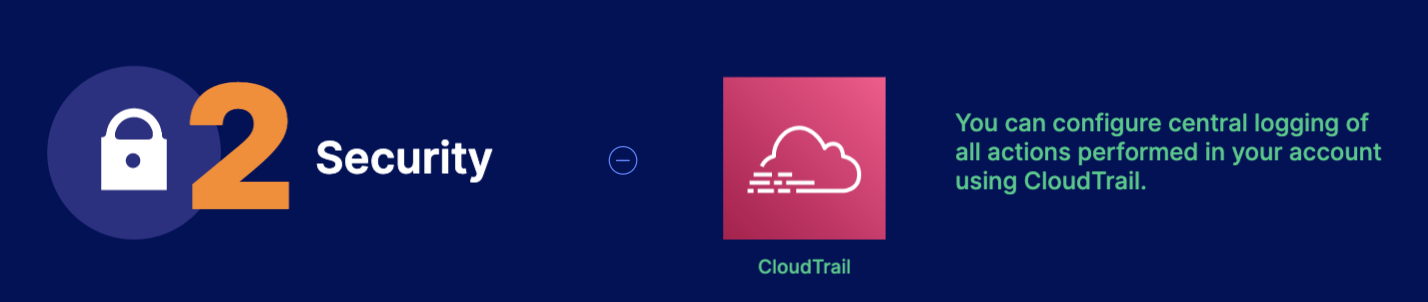 2
Security
CloudTrail
You can configure central logging of
all actions performed in your account
using CloudTrail.